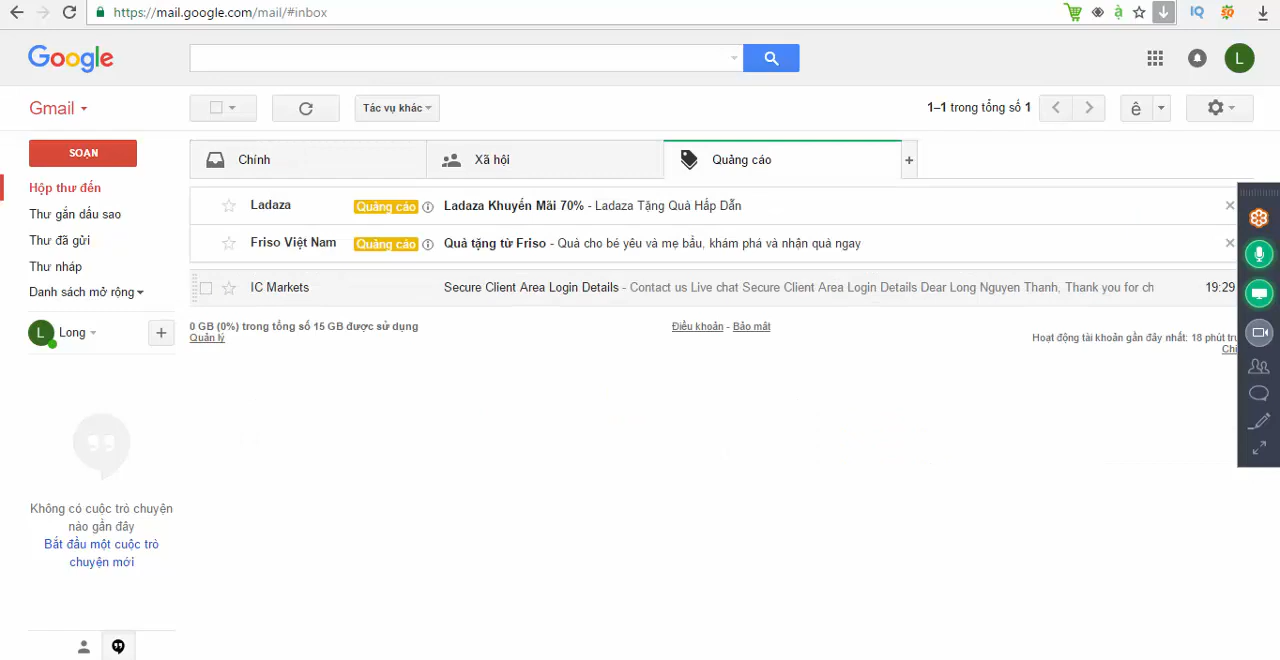 https://mail.google.com/mail/#inbox
IQ
Google
L
Gmail
Tác vụ khác
1–1 trong tổng số 1
ê
SOẠN
Chính
Xã hội
Quảng cáo
+
Hộp thư đến
Thư gắn dấu sao
Thư đã gửi
Thư nháp
Danh sách mở rộng
Ladaza Quảng cáo Ladaza Khuyến Mãi 70% - Ladaza Tặng Quà Hấp Dẫn
Friso Việt Nam Quảng cáo Quà tặng từ Friso - Quà cho bé yêu và mẹ bầu, khám phá và nhận quà ngay
IC Markets Secure Client Area Login Details - Contact us Live chat Secure Client Area Login Details Dear Long Nguyen Thanh, Thank you for ch 19:29
L Long +
0 GB (0%) trong tổng số 15 GB được sử dụng
Quản lý
Điều khoản - Bảo mật
Hoạt động tài khoản gần đây nhất: 18 phút trư
Chi
Không có cuộc trò chuyện
nào gần đây
Bắt đầu một cuộc trò
chuyện mới